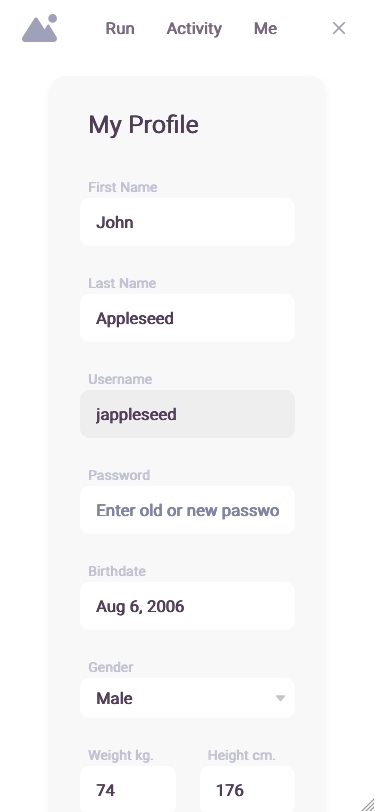 Run Activity Me
My Profile
First Name
John
Last Name
Appleseed
Username
jappleseed
Password
Enter old or new passwo
Birthdate
Aug 6, 2006
Gender
Male
Weight kg. Height cm.
74 176